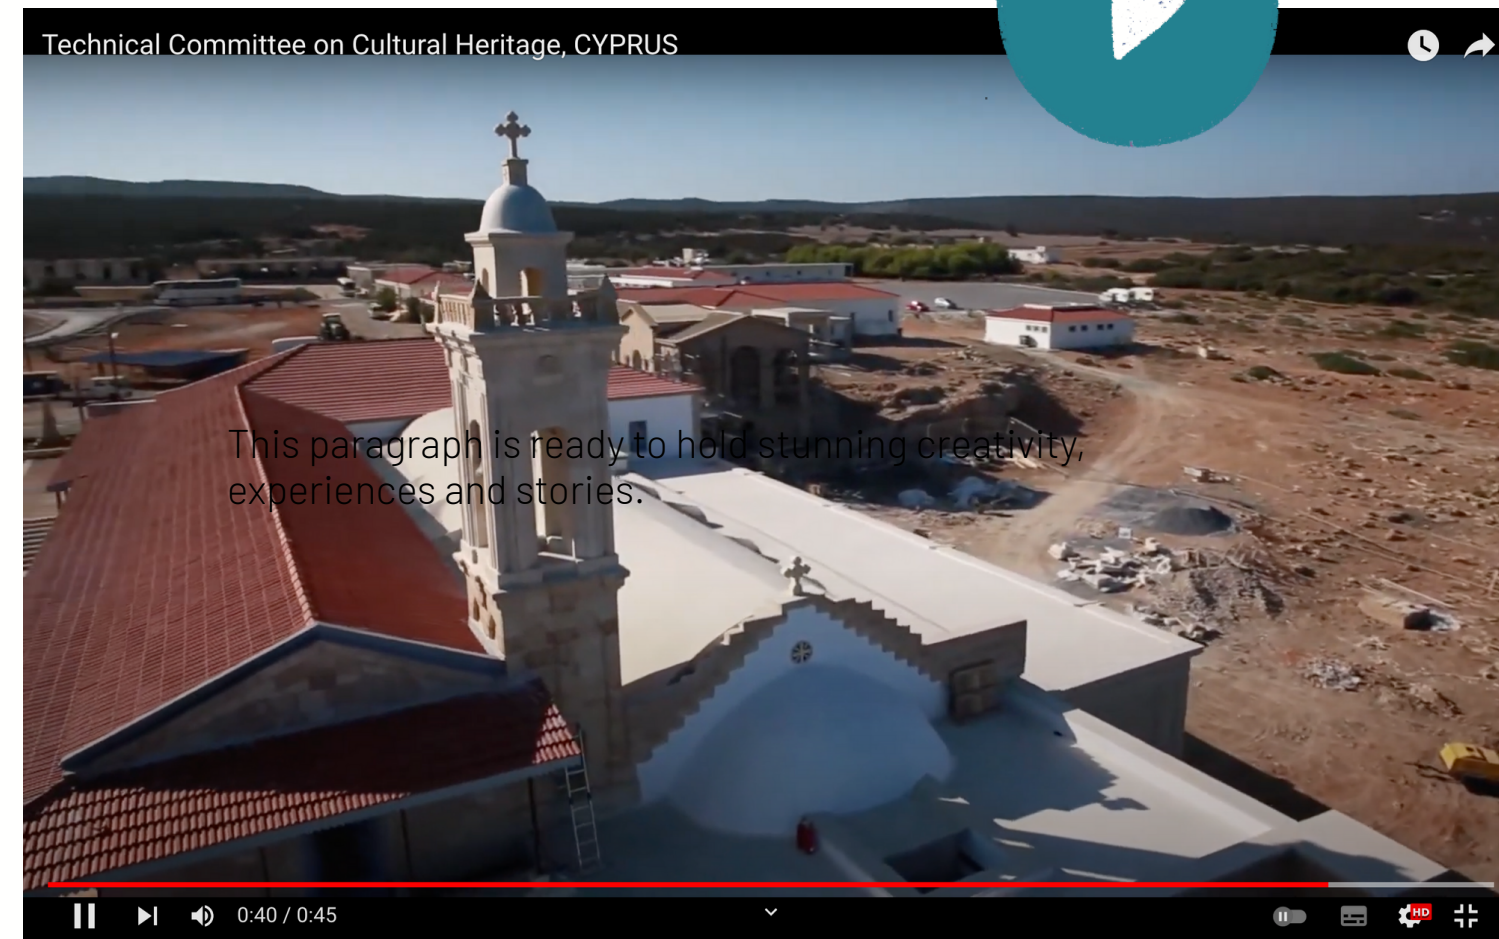 Technical Committee on Cultural Heritage, CYPRUS
This paragraph is ready to hold stunning creativity,
experiences and stories.
0:40 / 0:45
HD